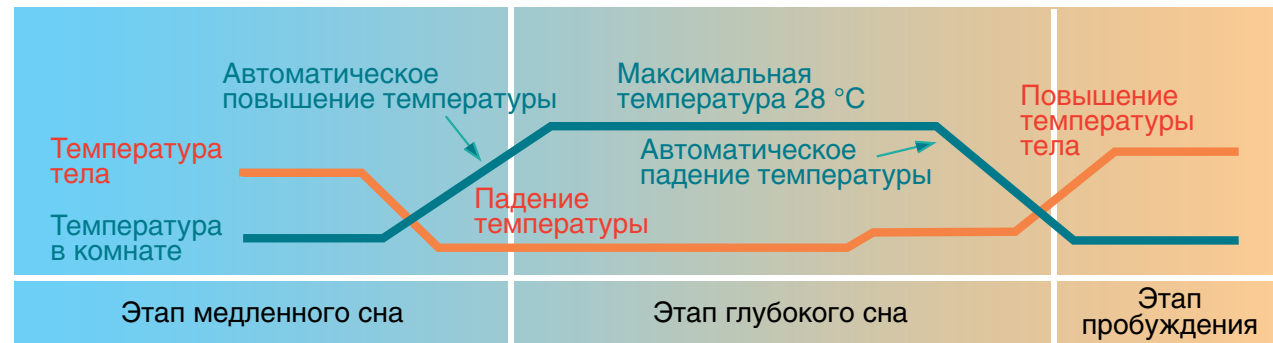 Автоматическое
повышение температуры
Максимальная
температура 28 °C
Повышение
температуры
тела
Температура
тела
Автоматическое
падение температуры
Падение
температуры
Температура
в комнате
Этап медленного сна
Этап глубокого сна
Этап
пробуждения